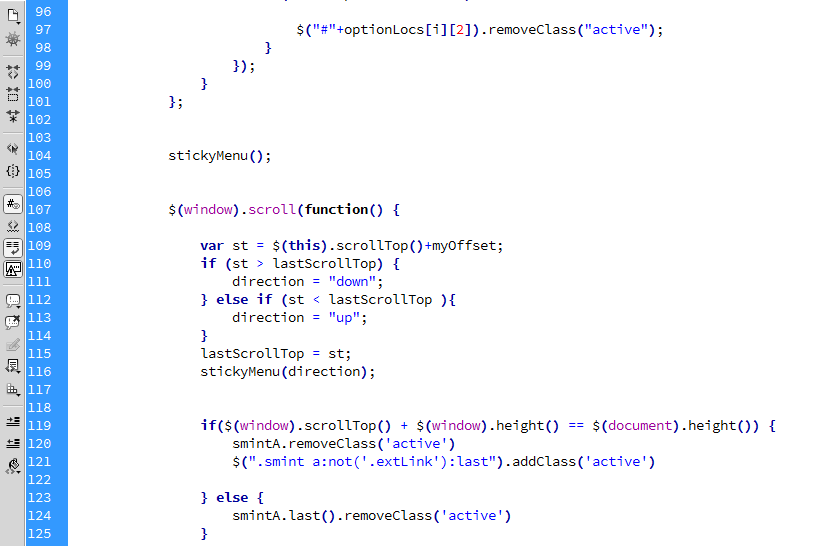 96
97 $("#"+optionLocs[i][2]).removeClass("active");
98 }
99 });
100 }
101 };
102
103
104 stickyMenu();
105
106
107 $(window).scroll(function() {
108
109 var st = $(this).scrollTop()+myOffset;
110 if (st > lastScrollTop) {
111 direction = "down";
112 } else if (st < lastScrollTop ){
113 direction = "up";
114 }
115 lastScrollTop = st;
116 stickyMenu(direction);
117
118
119 if($(window).scrollTop() + $(window).height() == $(document).height()) {
120 smintA.removeClass('active')
121 $(".smint a:not('.extLink'):last").addClass('active')
122
123 } else {
124 smintA.last().removeClass('active')
125 }